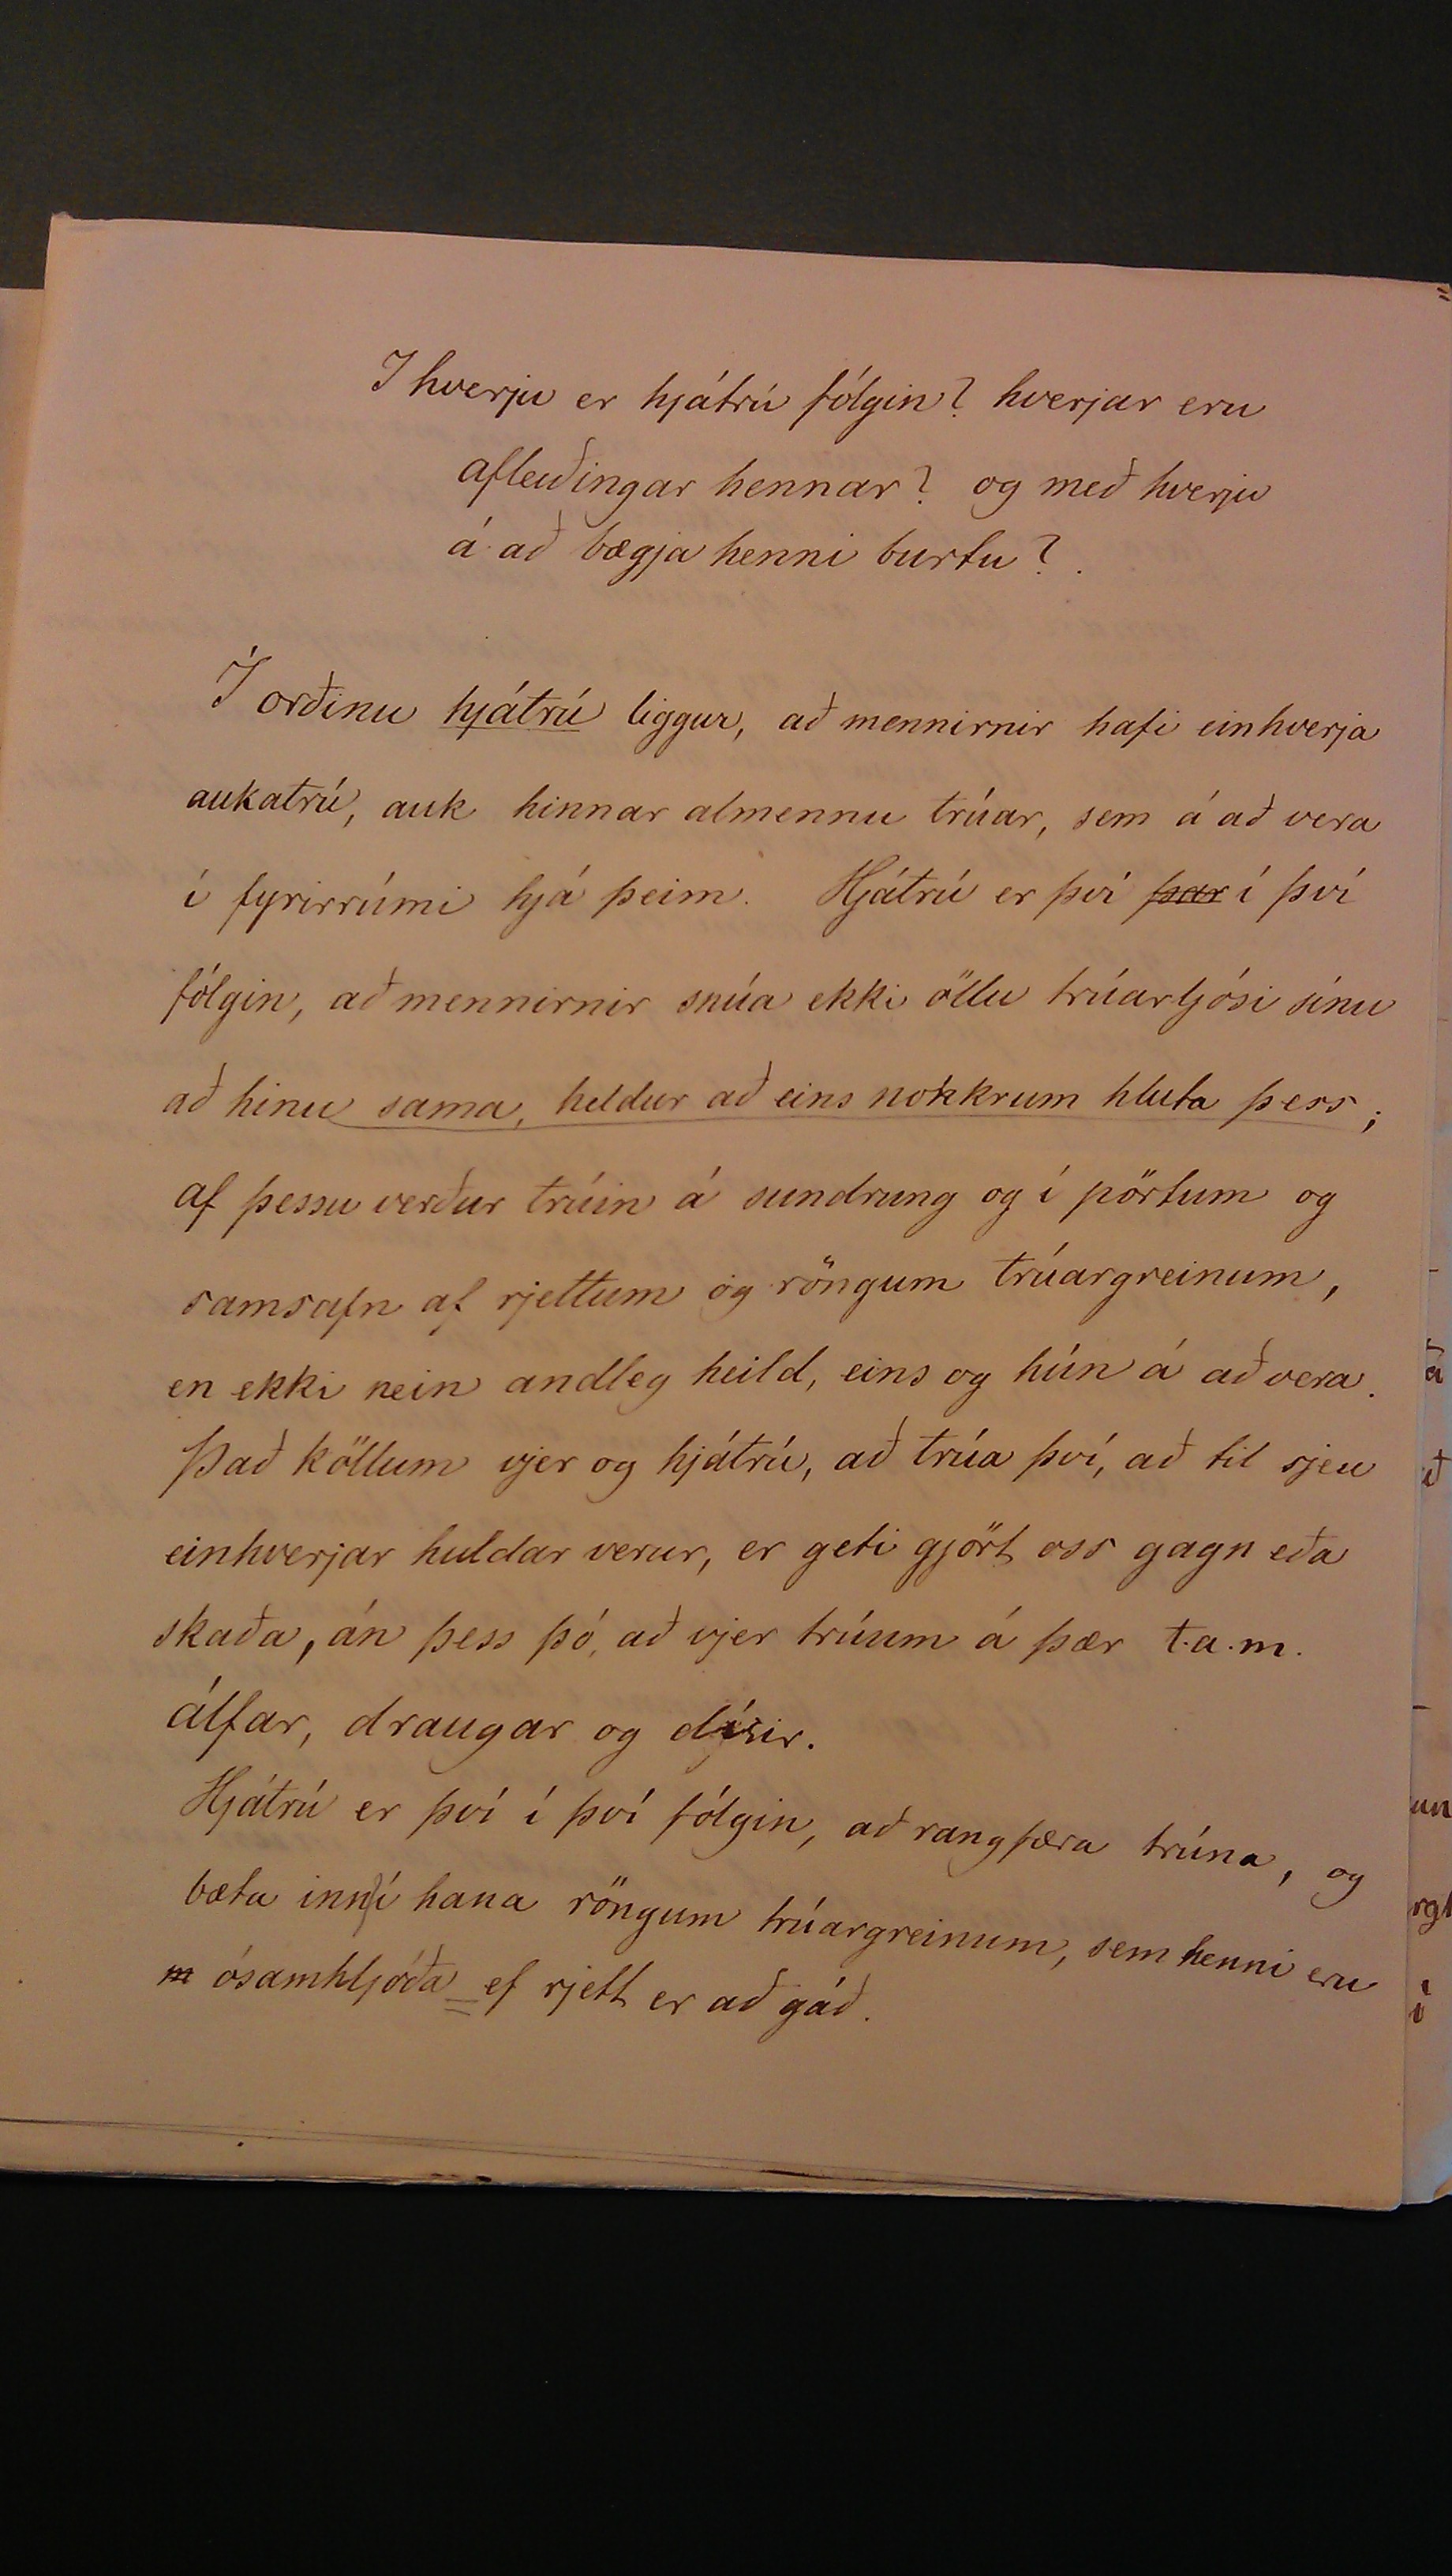 I hverju er hjátrú fólgin? hverjar eru
afleiðingar hennar? og með hverju
á að bægja henni burtu?
Í orðinu hjátrú liggur, að mennirnir hafi einhverja
aukatrú, auk hinnar almennu trúar, sem á að vera
í fyrirrúmi hjá þeim. Hjátrú er því þar í því
fólgin, að mennirnir snúa ekki öllu trúarljósi sínu
að hinu sama, heldur að eins nokkrum hluta þess;
af þessu verður trúin á sundrung og í pörtum og
samsafn af rjettum og röngum trúargreinum,
en ekki nein andleg heild, eins og hún á að vera.
Það köllum vjer og hjátrú, að trúa því, að til sjeu
einhverjar huldar verur, er geti gjört oss gagn eða
skaða, án þess þó, að vjer trúum á þær t.a.m.
álfar, draugar og dísir.
Hjátrú er því í því fólgin, að rangfæra trúna, og
bæta inn í hana röngum trúargreinum, sem henni eru
ósamhljóða ef rjett er að gáð.